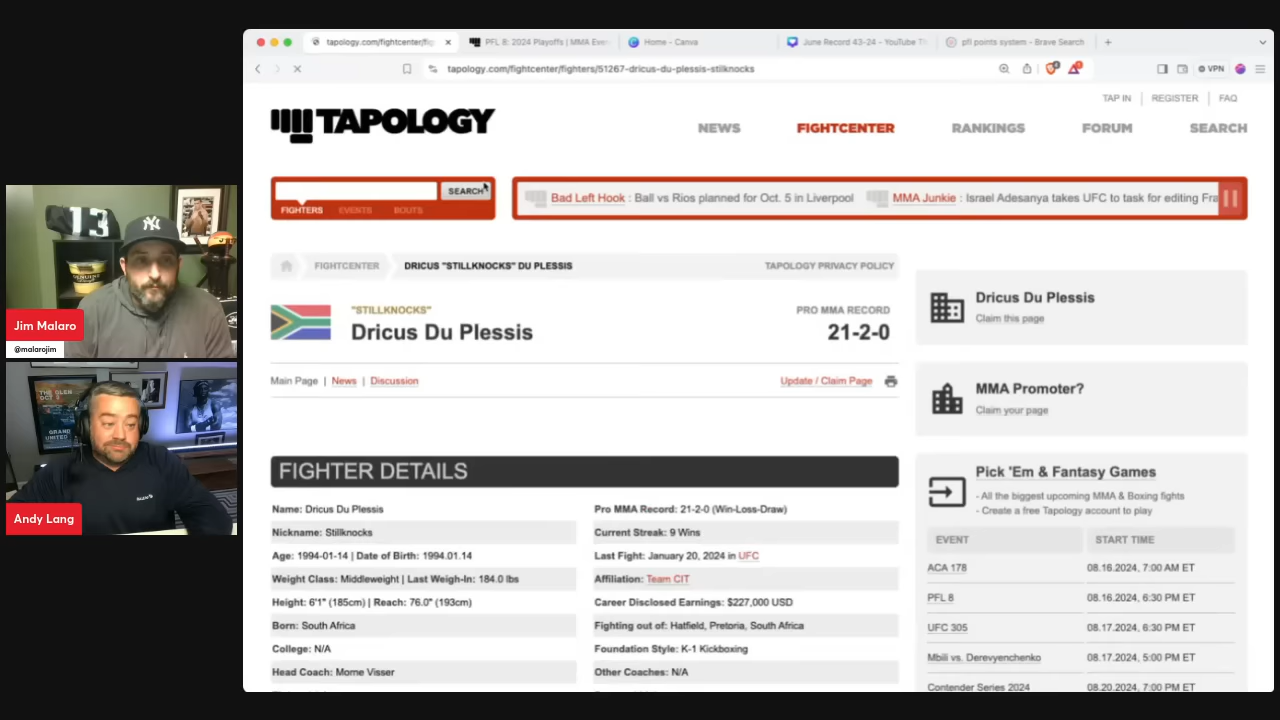 tapology.com/fightcenter/fig
PFL 8: 2024 Playoffs | MMA Even
Home - Canva
June Record 43-24 - YouTube T
pfl points system - Brave Search
tapology.com/fightcenter/fighters/51267-dricus-du-plessis-stilknocks
VPN
TAP IN
REGISTER
FAQ
TAPOLOGY
NEWS
FIGHTCENTER
RANKINGS
FORUM
SEARCH
SEARCH
FIGHTERS
EVENTS
BOUTS
Bad Left Hook : Ball vs Rios planned for Oct. 5 in Liverpool
MMA Junkie : Israel Adesanya takes UFC to task for editing Fra
FIGHTCENTER
DRICUS "STILLKNOCKS" DU PLESSIS
TAPOLOGY PRIVACY POLICY
"STILLKNOCKS"
Dricus Du Plessis
PRO MMA RECORD
21-2-0
Main Page | News | Discussion
Update / Claim Page
FIGHTER DETAILS
Name: Dricus Du Plessis
Pro MMA Record: 21-2-0 (Win-Loss-Draw)
Nickname: Stillknocks
Current Streak: 9 Wins
Age: 1994-01-14 | Date of Birth: 1994.01.14
Last Fight: January 20, 2024 in UFC
Weight Class: Middleweight | Last Weigh-In: 184.0 lbs
Affiliation: Team CIT
Height: 6'1" (185cm) | Reach: 76.0" (193cm)
Career Disclosed Earnings: $227,000 USD
Born: South Africa
Fighting out of: Hatfield, Pretoria, South Africa
College: N/A
Foundation Style: K-1 Kickboxing
Head Coach: Morne Visser
Other Coaches: N/A
Dricus Du Plessis
Claim this page
MMA Promoter?
Claim your page
Pick 'Em & Fantasy Games
- All the biggest upcoming MMA & Boxing fights
- Create a free Tapology account to play
EVENT
START TIME
ACA 178
08.16.2024, 7:00 AM ET
PFL 8
08.16.2024, 6:30 PM ET
UFC 305
08.17.2024, 6:30 PM ET
Mbili vs. Derevyenchenko
08.17.2024, 5:00 PM ET
Contender Series 2024
08.20.2024, 7:00 PM ET
13
NY
GENUINE
Jim Malaro
@malarojim
THE GLEN
OCT
GRAND
UNITED
Andy Lang